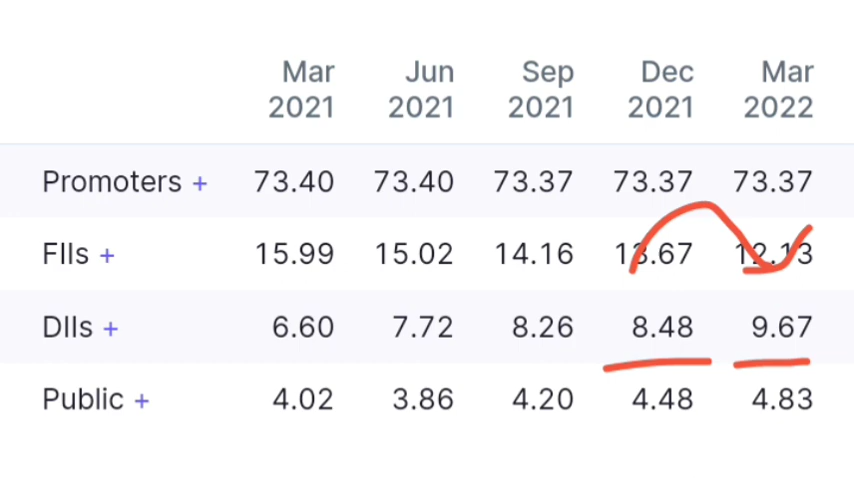 Mar Jun Sep Dec Mar
2021 2021 2021 2021 2022
Promoters + 73.40 73.40 73.37 73.37 73.37
FIIs + 15.99 15.02 14.16 13.67 12.13
DIIs + 6.60 7.72 8.26 8.48 9.67
Public + 4.02 3.86 4.20 4.48 4.83